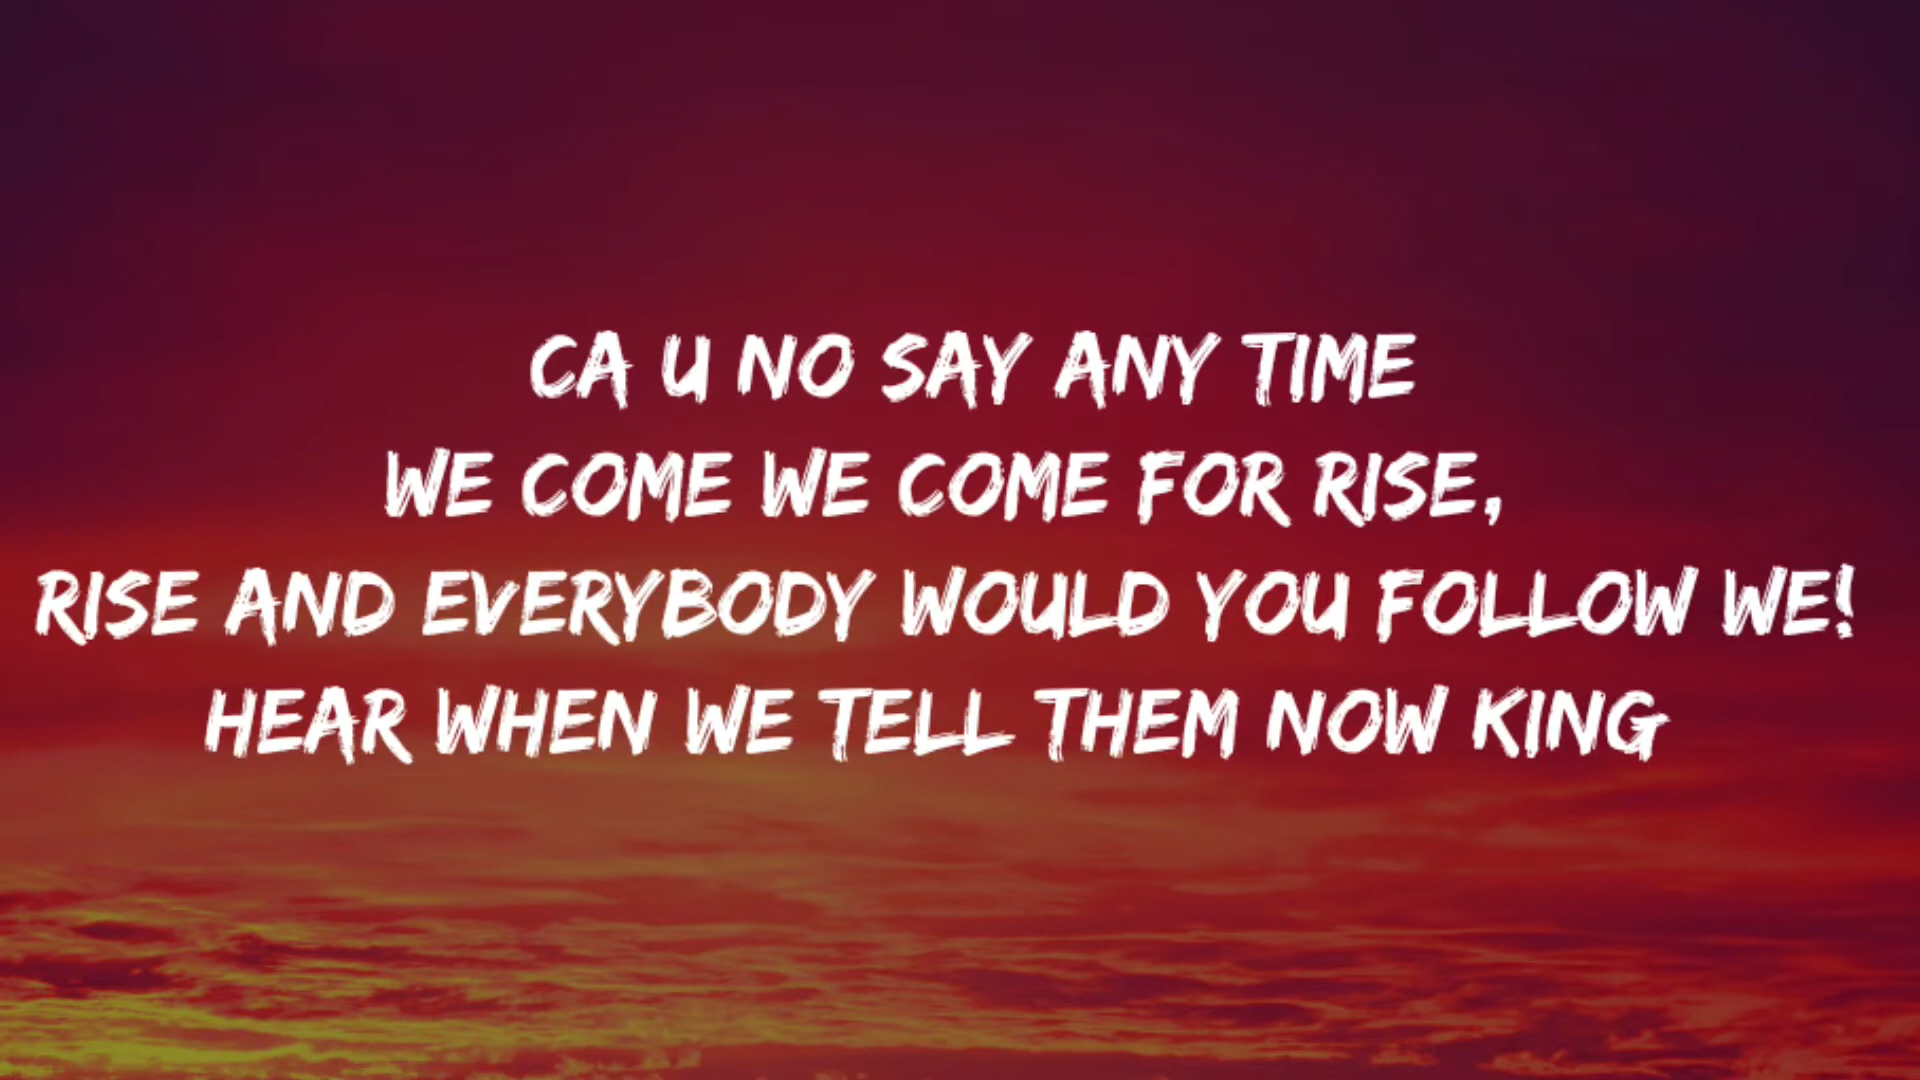 CA U NO SAY ANY TIME
WE COME WE COME FOR RISE,
RISE AND EVERYBODY WOULD YOU FOLLOW WE!
HEAR WHEN WE TELL THEM NOW KING